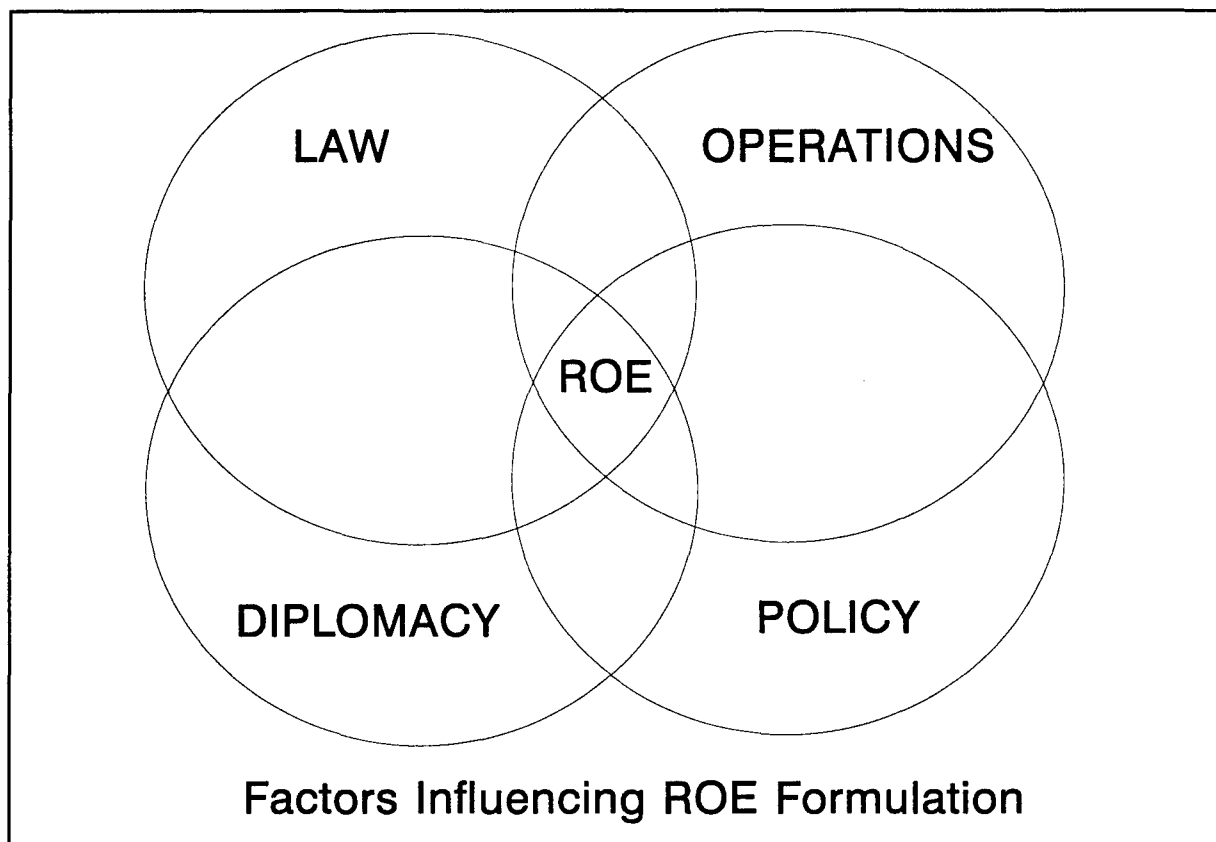 LAW
OPERATIONS
ROE
DIPLOMACY
POLICY
Factors Influencing ROE Formulation